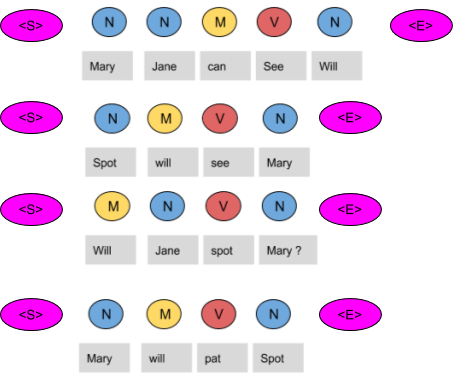 <S> N N M V N <E>
Mary Jane can See Will
<S> N M V N <E>
Spot will see Mary
<S> M N V N <E>
Will Jane spot Mary ?
<S> N M V N <E>
Mary will pat Spot